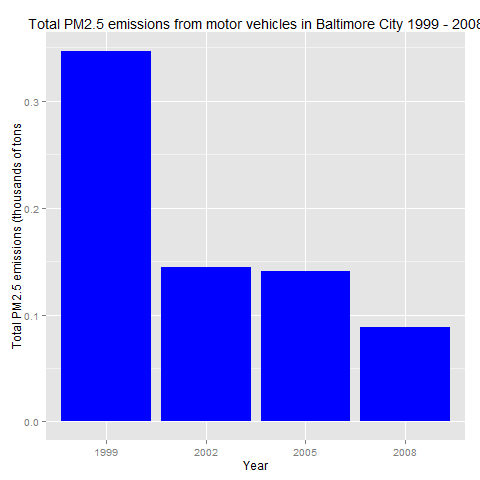 Total PM2.5 emissions from motor vehicles in Baltimore City 1999 - 2008
Total PM2.5 emissions (thousands of tons
0.3
0.2
0.1
0.0
1999 2002 2005 2008
Year